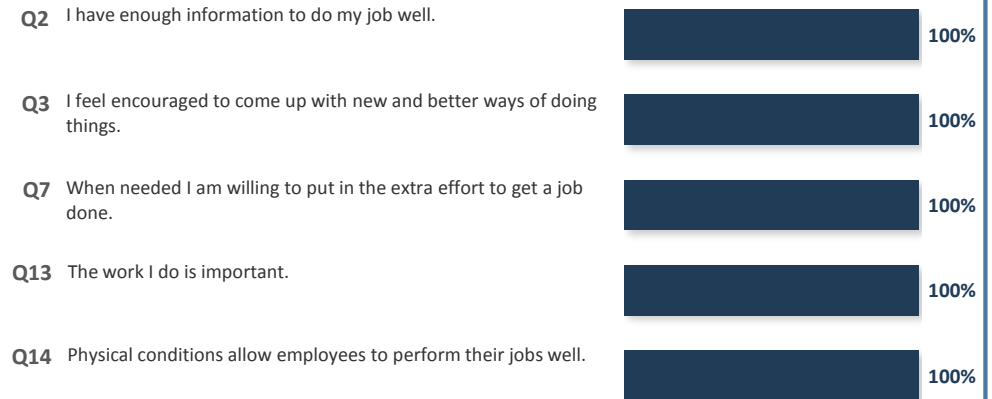 Q2 I have enough information to do my job well. 100%
Q3 I feel encouraged to come up with new and better ways of doing
things. 100%
Q7 When needed I am willing to put in the extra effort to get a job
done. 100%
Q13 The work I do is important. 100%
Q14 Physical conditions allow employees to perform their jobs well. 100%